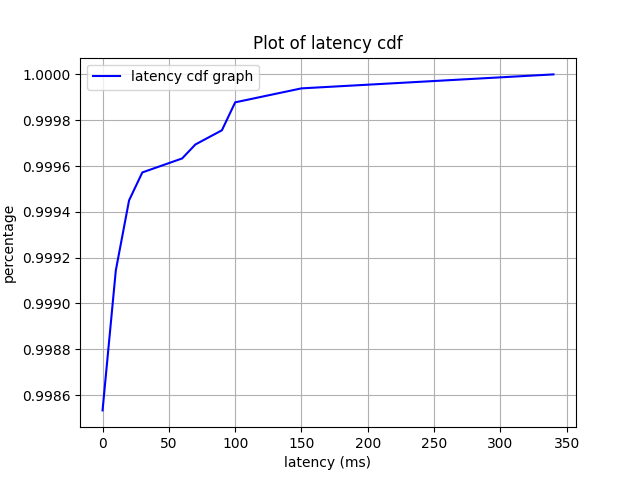 Plot of latency cdf
latency cdf graph
percentage
1.0000
0.9998
0.9996
0.9994
0.9992
0.9990
0.9988
0.9986
0 50 100 150 200 250 300 350
latency (ms)